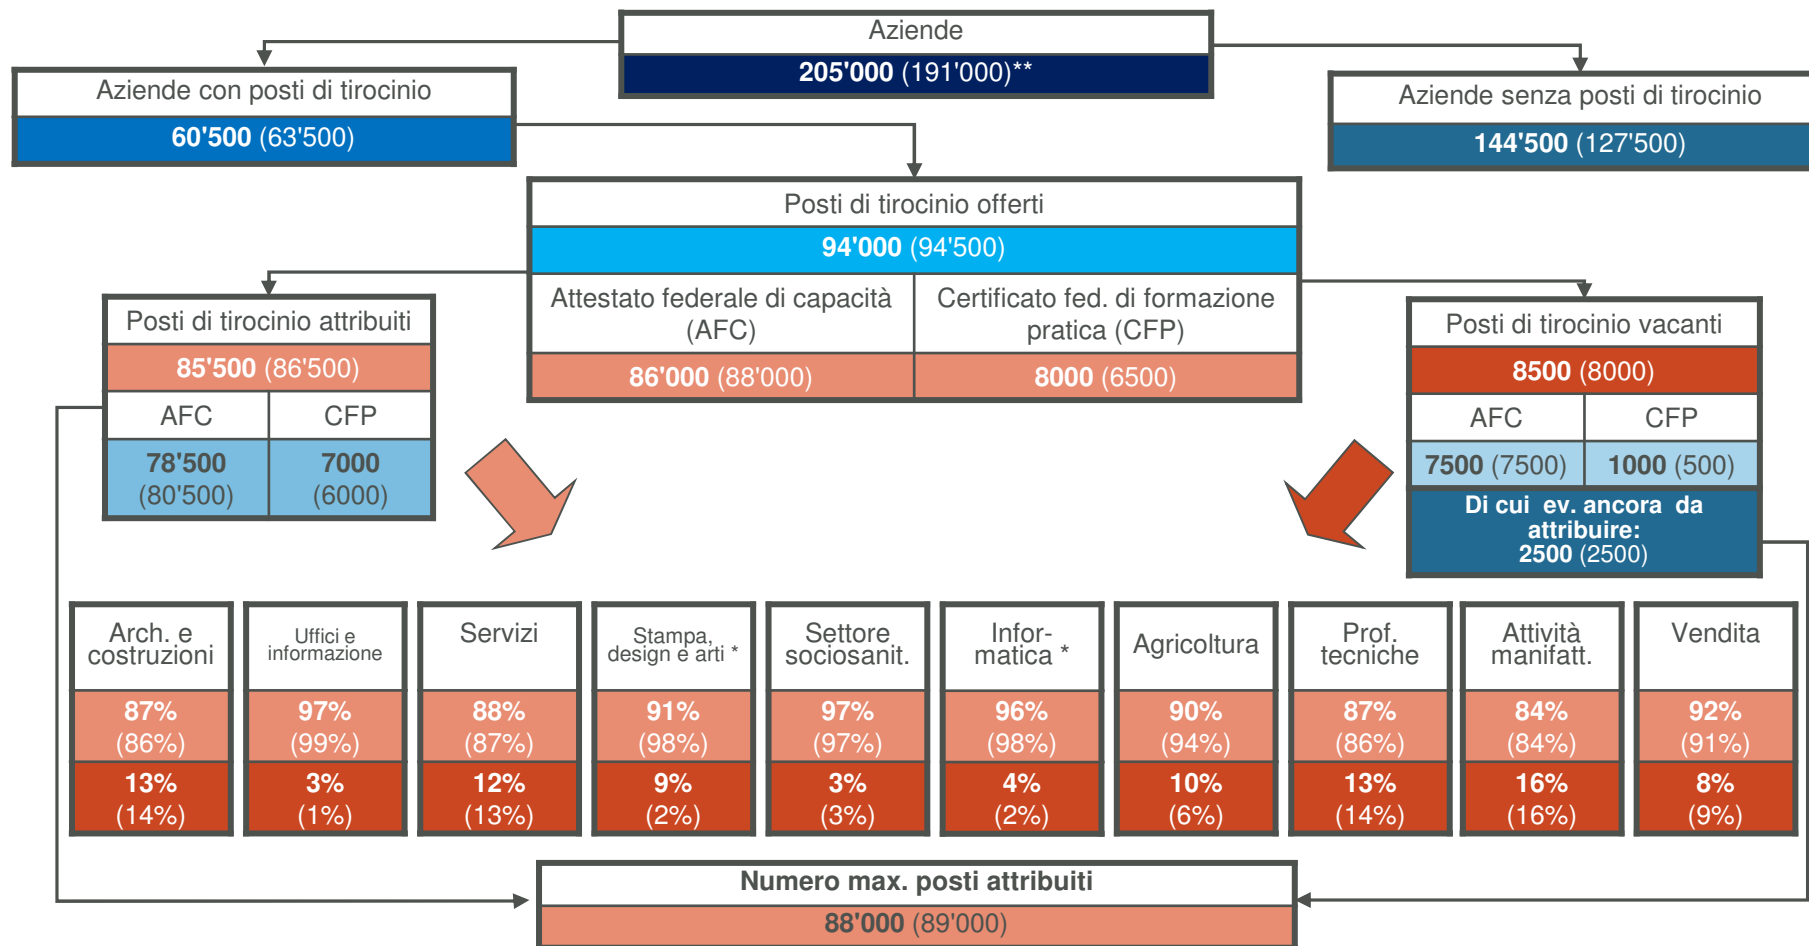 Aziende
205'000 (191'000)**
Aziende con posti di tirocinio
60'500 (63'500)
Aziende senza posti di tirocinio
144'500 (127'500)
Posti di tirocinio offerti
94'000 (94'500)
Attestato federale di capacità
(AFC)
86'000 (88'000)
Certificato fed. di formazione
pratica (CFP)
8000 (6500)
Posti di tirocinio attribuiti
85'500 (86'500)
AFC
CFP
78'500
(80'500)
7000
(6000)
Posti di tirocinio vacanti
8500 (8000)
AFC
CFP
7500 (7500)
1000 (500)
Di cui ev. ancora da
attribuire:
2500 (2500)
Arch. e
costruzioni
87%
(86%)
13%
(14%)
Uffici e
informazione
97%
(99%)
3%
(1%)
Servizi
88%
(87%)
12%
(13%)
Stampa,
design e arti *
91%
(98%)
9%
(2%)
Settore
sociosanit.
97%
(97%)
3%
(3%)
Infor-
matica *
96%
(98%)
4%
(2%)
Agricoltura
90%
(94%)
10%
(6%)
Prof.
tecniche
87%
(86%)
13%
(14%)
Attività
manifatt.
84%
(84%)
16%
(16%)
Vendita
92%
(91%)
8%
(9%)
Numero max. posti attribuiti
88'000 (89'000)